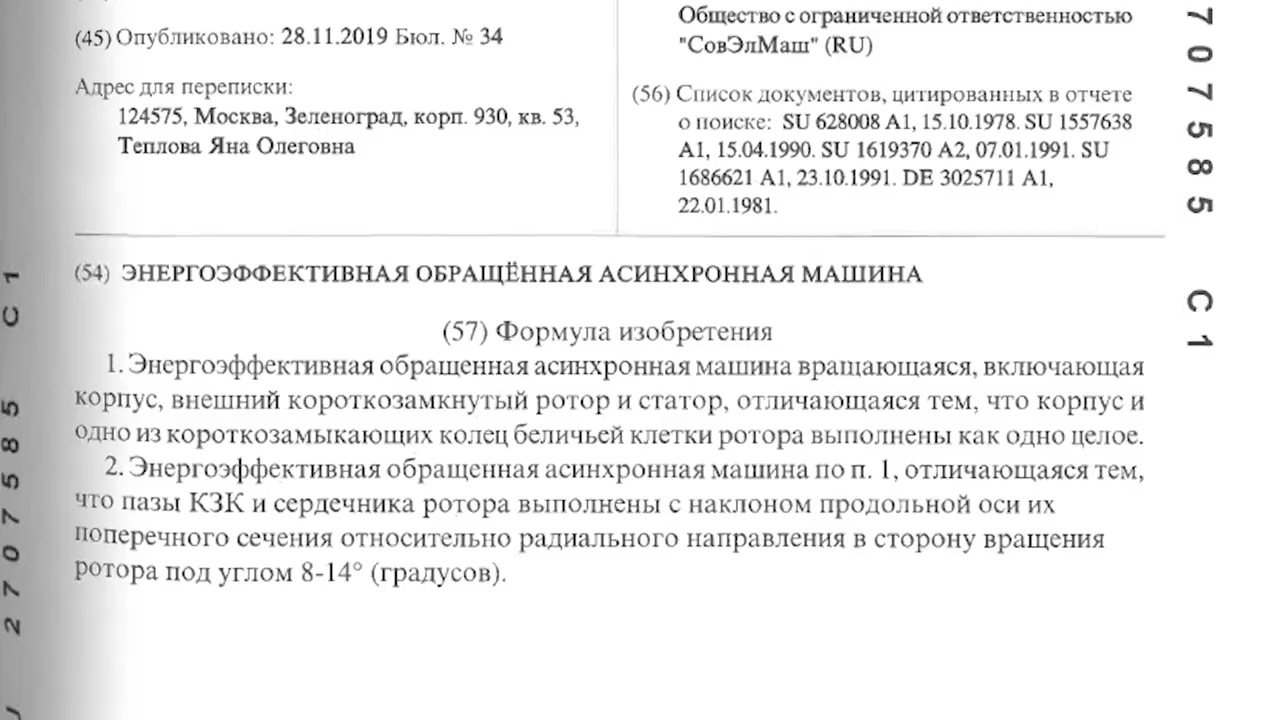 (45) Опубликовано: 28.11.2019 Бюл. № 34
Адрес для переписки:
124575, Москва, Зеленоград, корп. 930, кв. 53,
Теплова Яна Олеговна
Общество с ограниченной ответственностью
"СовЭлМаш" (RU)
(56) Список документов, цитированных в отчете
о поиске: SU 628008 A1, 15.10.1978. SU 1557638
A1, 15.04.1990. SU 1619370 A2, 07.01.1991. SU
1686621 A1, 23.10.1991. DE 3025711 A1,
22.01.1981.
(54) ЭНЕРГОЭФФЕКТИВНАЯ ОБРАЩЁННАЯ АСИНХРОННАЯ МАШИНА
(57) Формула изобретения
1. Энергоэффективная обращенная асинхронная машина вращающаяся, включающая
корпус, внешний короткозамкнутый ротор и статор, отличающаяся тем, что корпус и
одно из короткозамыкающих колец беличьей клетки ротора выполнены как одно целое.
2. Энергоэффективная обращенная асинхронная машина по п. 1, отличающаяся тем,
что пазы КЗК и сердечника ротора выполнены с наклоном продольной оси их
поперечного сечения относительно радиального направления в сторону вращения
ротора под углом 8-14° (градусов).
707585 C1
U 2707585 C1